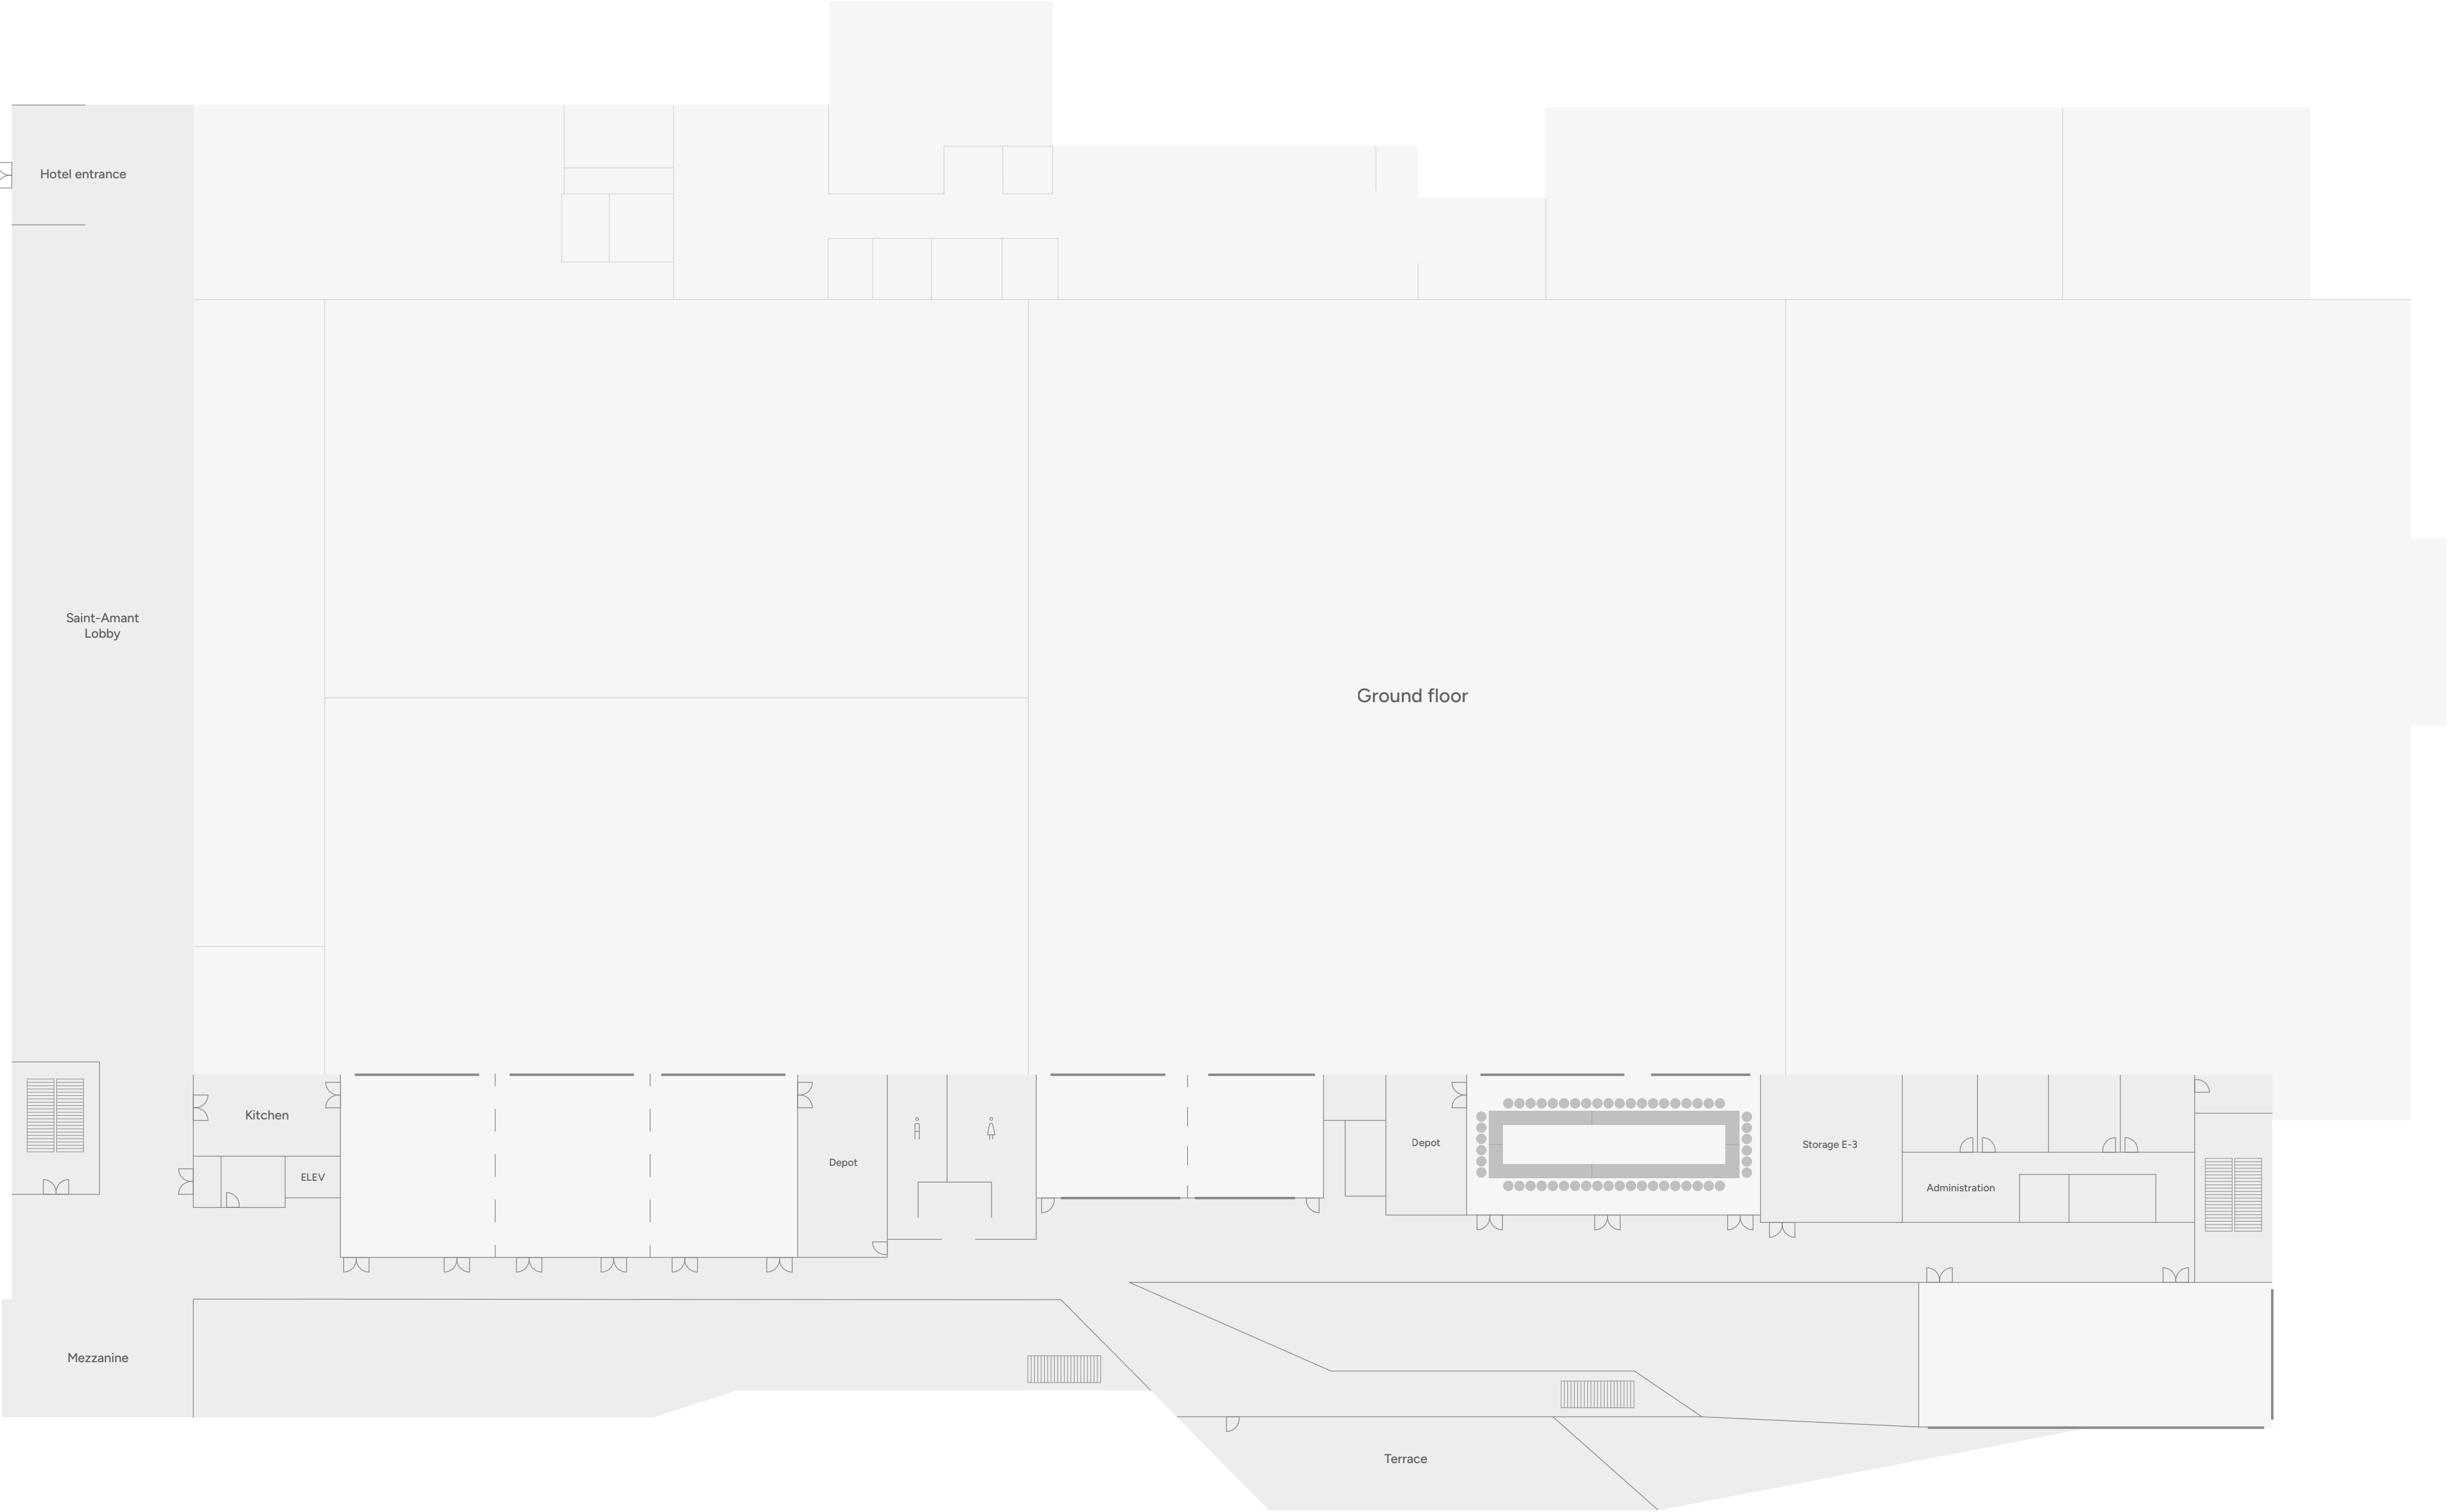 Hotel entrance
Saint-Amant
Lobby
Ground floor
Kitchen
ELEV
Depot
Depot
Storage E-3
Administration
Mezzanine
Terrace